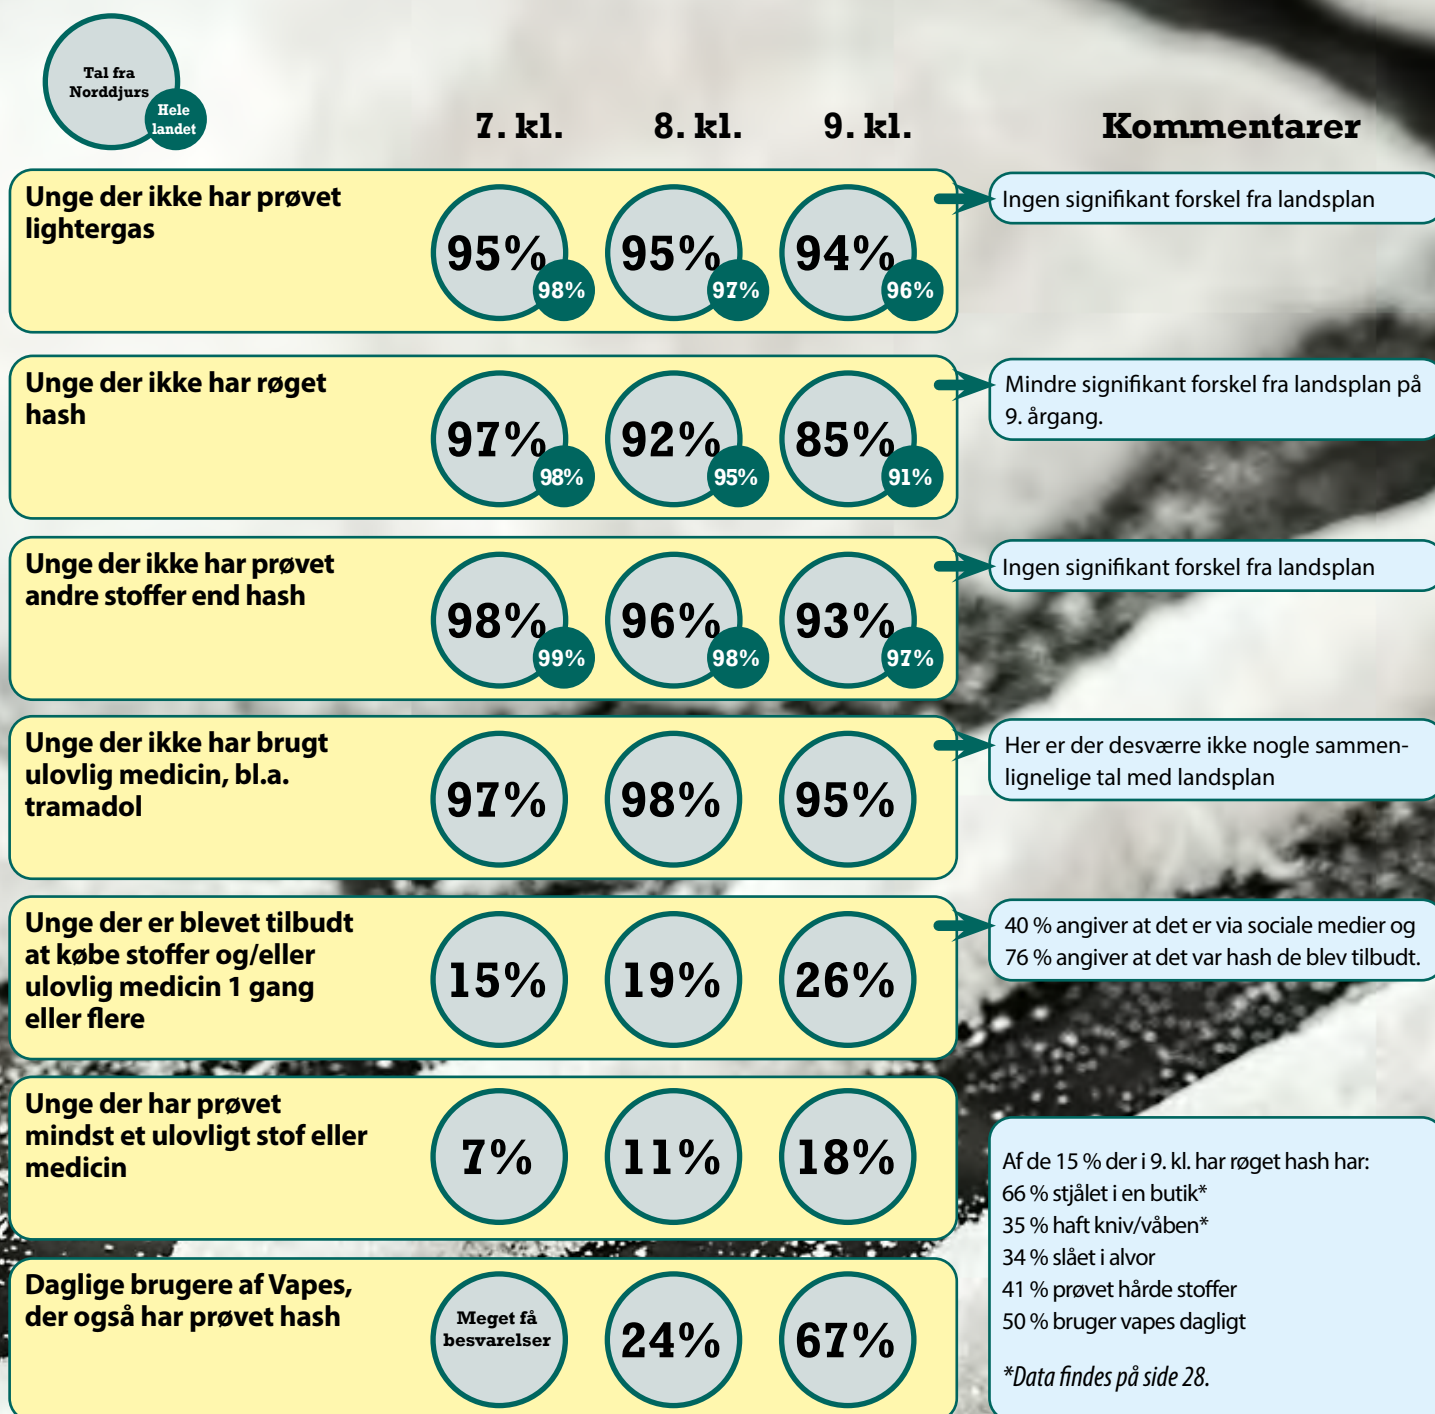 Tal fra
Norddjurs
Hele
landet
7. kl.
8. kl.
9. kl.
Kommentarer
Unge der ikke har prøvet
lightergas
95%
98%
95%
97%
94%
96%
Ingen signifikant forskel fra landsplan
Unge der ikke har røget
hash
97%
98%
92%
95%
85%
91%
Mindre signifikant forskel fra landsplan på
9. årgang.
Unge der ikke har prøvet
andre stoffer end hash
98%
99%
96%
98%
93%
97%
Ingen signifikant forskel fra landsplan
Unge der ikke har brugt
ulovlig medicin, bl.a.
tramadol
97%
98%
95%
Her er der desværre ikke nogle sammen-
lignelige tal med landsplan
Unge der er blevet tilbudt
at købe stoffer og/eller
ulovlig medicin 1 gang
eller flere
15%
19%
26%
40 % angiver at det er via sociale medier og
76 % angiver at det var hash de blev tilbudt.
Unge der har prøvet
mindst et ulovligt stof eller
medicin
7%
11%
18%
Daglige brugere af Vapes,
der også har prøvet hash
Meget få
besvarelser
24%
67%
Af de 15 % der i 9. kl. har røget hash har:
66 % stjålet i en butik*
35 % haft kniv/våben*
34 % slået i alvor
41 % prøvet hårde stoffer
50 % bruger vapes dagligt
*Data findes på side 28.